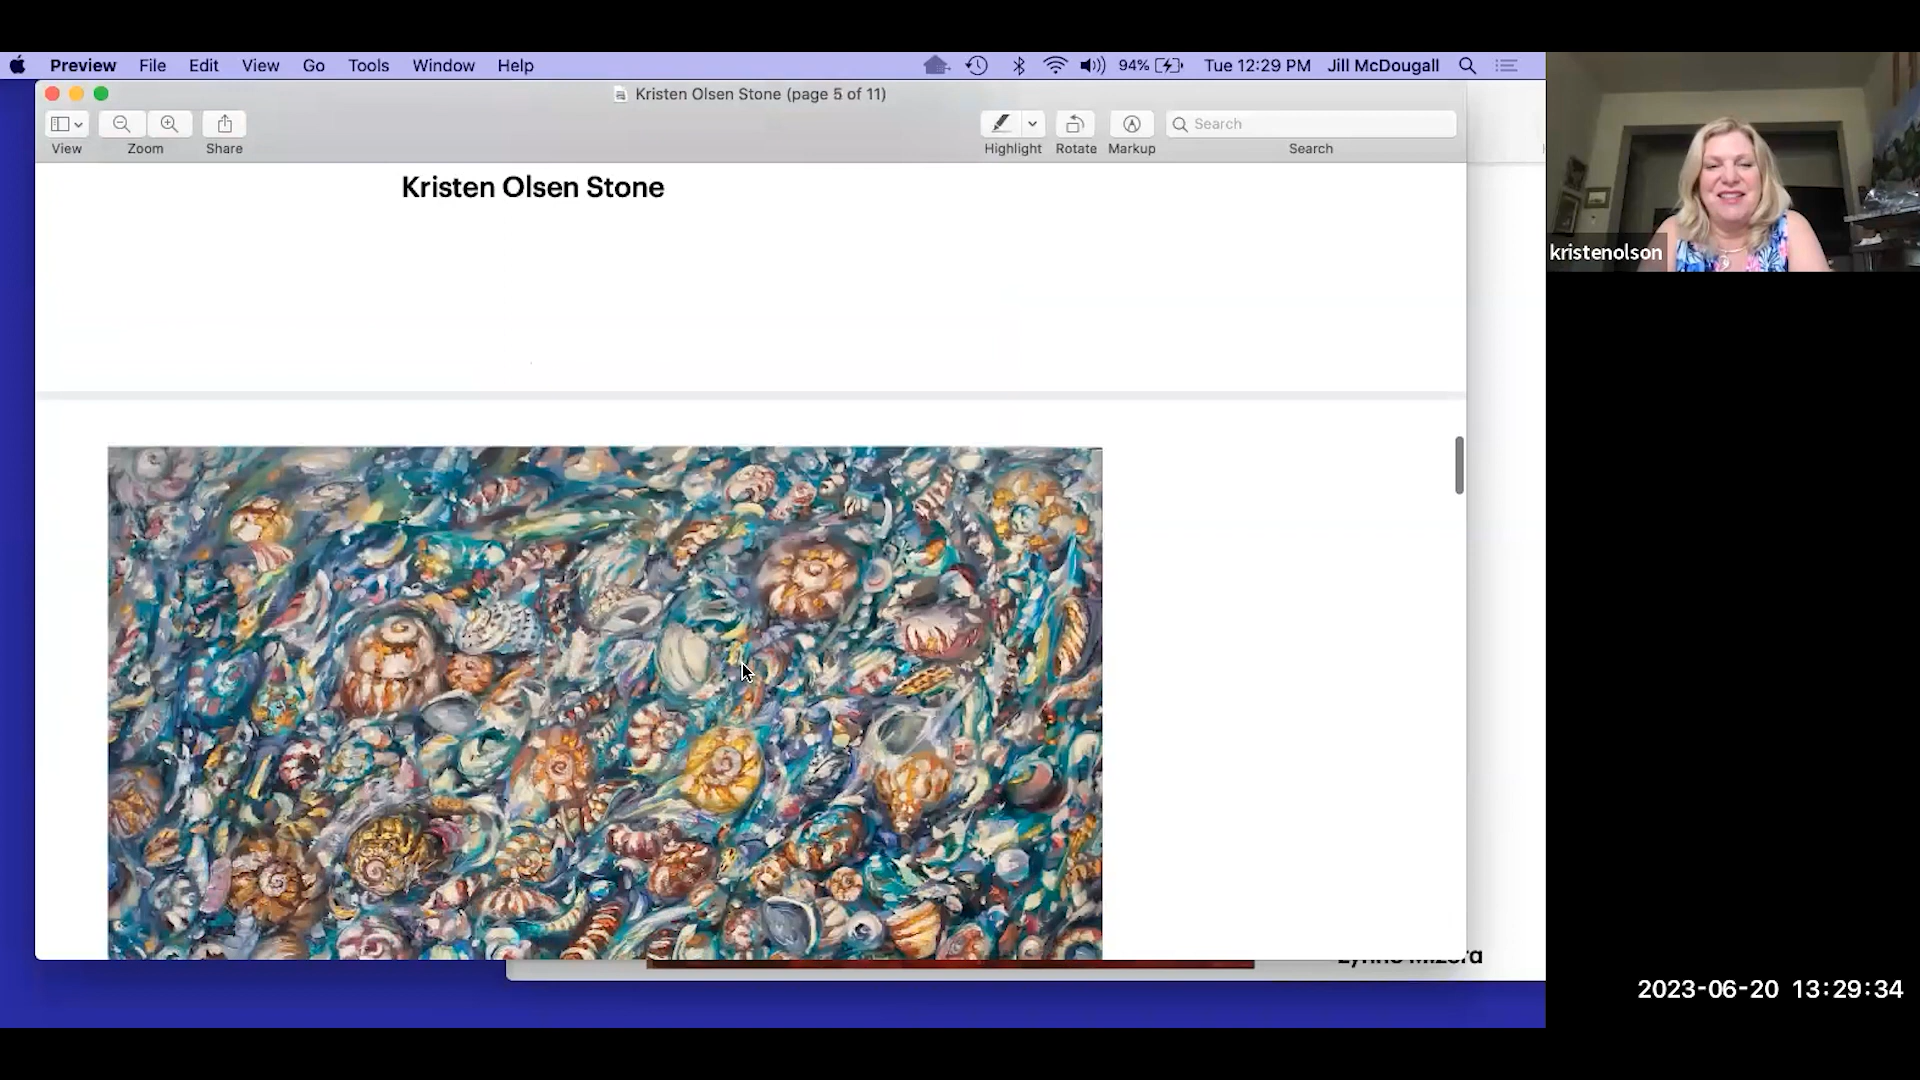 Preview File Edit View Go Tools Window Help 94% Tue 12:29 PM Jill McDougall
Kristen Olsen Stone (page 5 of 11)
Search
View Zoom Share Highlight Rotate Markup Search
Kristen Olsen Stone
kristenolson
2023-06-20 13:29:34